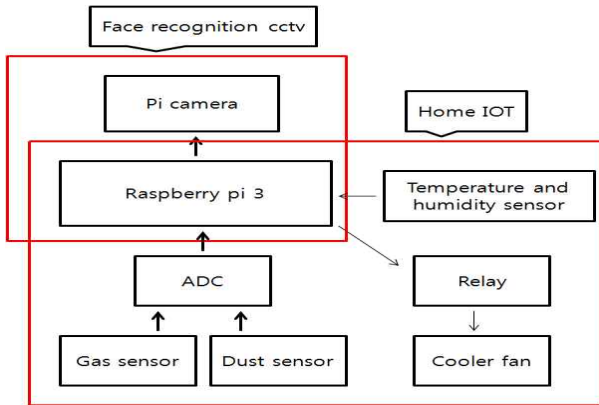 Face recognition cctv
Pi camera
Home IOT
Raspberry pi 3
Temperature and
humidity sensor
ADC
Relay
Gas sensor
Dust sensor
Cooler fan